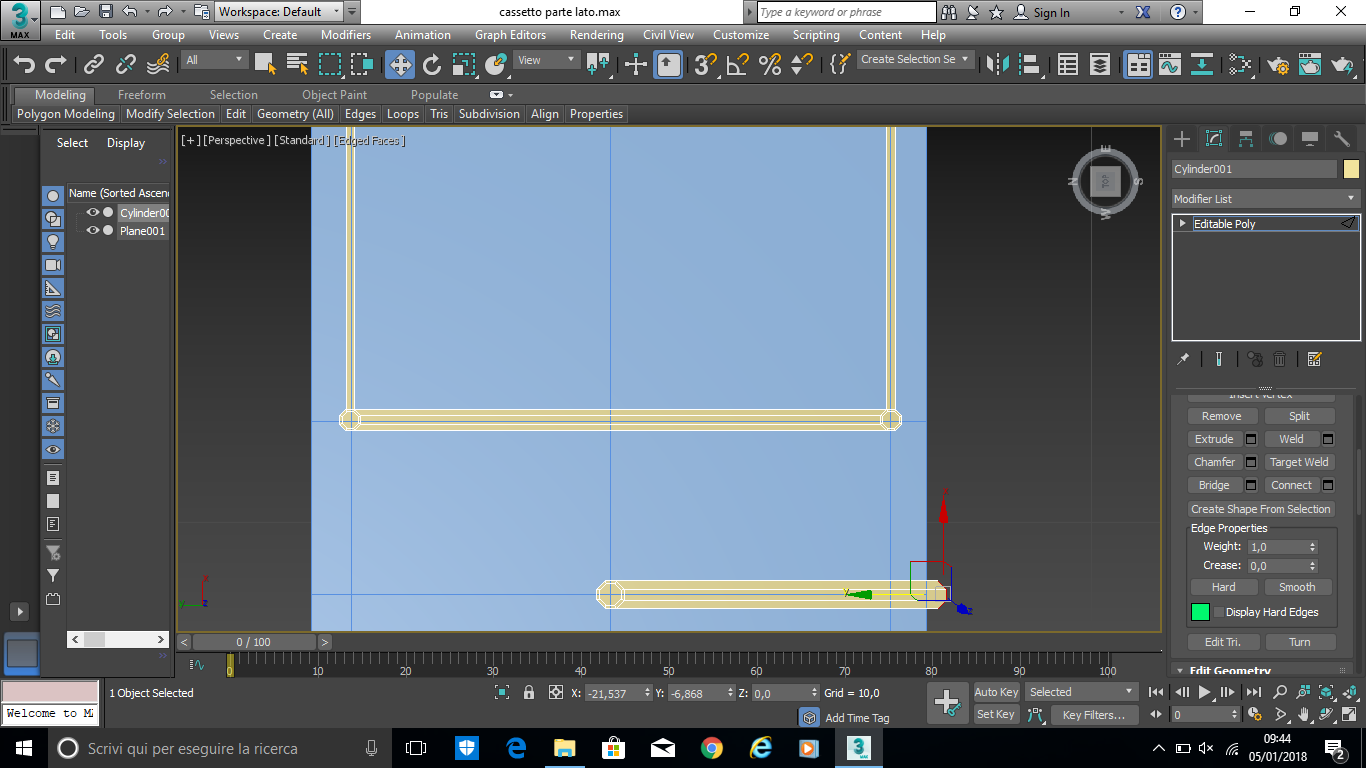 3 MAX
Workspace: Default
cassetto parte lato.max
Type a keyword or phrase
Sign In
Edit Tools Group Views Create Modifiers Animation Graph Editors Rendering Civil View Customize Scripting Content Help
All
View
Create Selection Se
Modeling Freeform Selection Object Paint Populate
Polygon Modeling Modify Selection Edit Geometry (All) Edges Loops Tris Subdivision Align Properties
Select Display
Name (Sorted Ascen
Cylinder00
Plane001
[+] [Perspective] [Standard] [Edged Faces]
E
N TOP S
W
x
y
z
x
y
z
Cylinder001
Modifier List
Editable Poly
Insert Vertex
Remove Split
Extrude Weld
Chamfer Target Weld
Bridge Connect
Create Shape From Selection
Edge Properties
Weight: 1,0
Crease: 0,0
Hard Smooth
Display Hard Edges
Edit Tri. Turn
Edit Geometry
< 0 / 100 >
0 10 20 30 40 50 60 70 80 90 100
1 Object Selected
X: -21,537 Y: -6,868 Z: 0,0 Grid = 10,0
Add Time Tag
Auto Key Selected
Set Key Key Filters...
0
Welcome to MA
Scrivi qui per eseguire la ricerca
3 MAX
09:44
05/01/2018
2